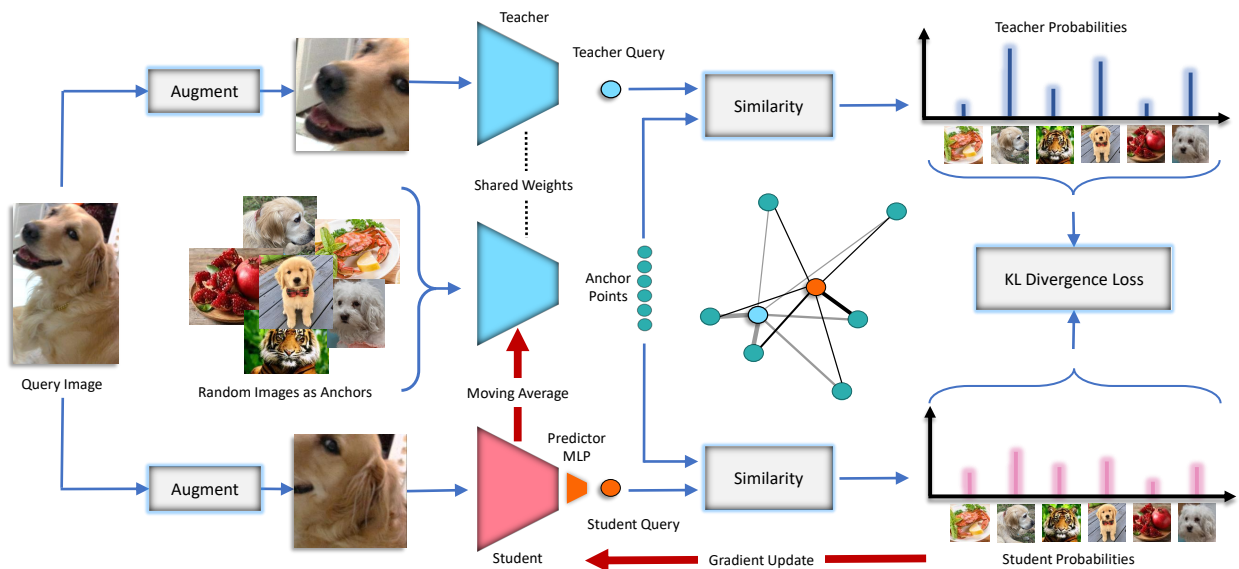 Teacher
Teacher Query
Teacher Probabilities
Augment
Similarity
Shared Weights
Anchor
Points
KL Divergence Loss
Query Image
Random Images as Anchors
Moving Average
Predictor
MLP
Augment
Similarity
Student Query
Student
Gradient Update
Student Probabilities